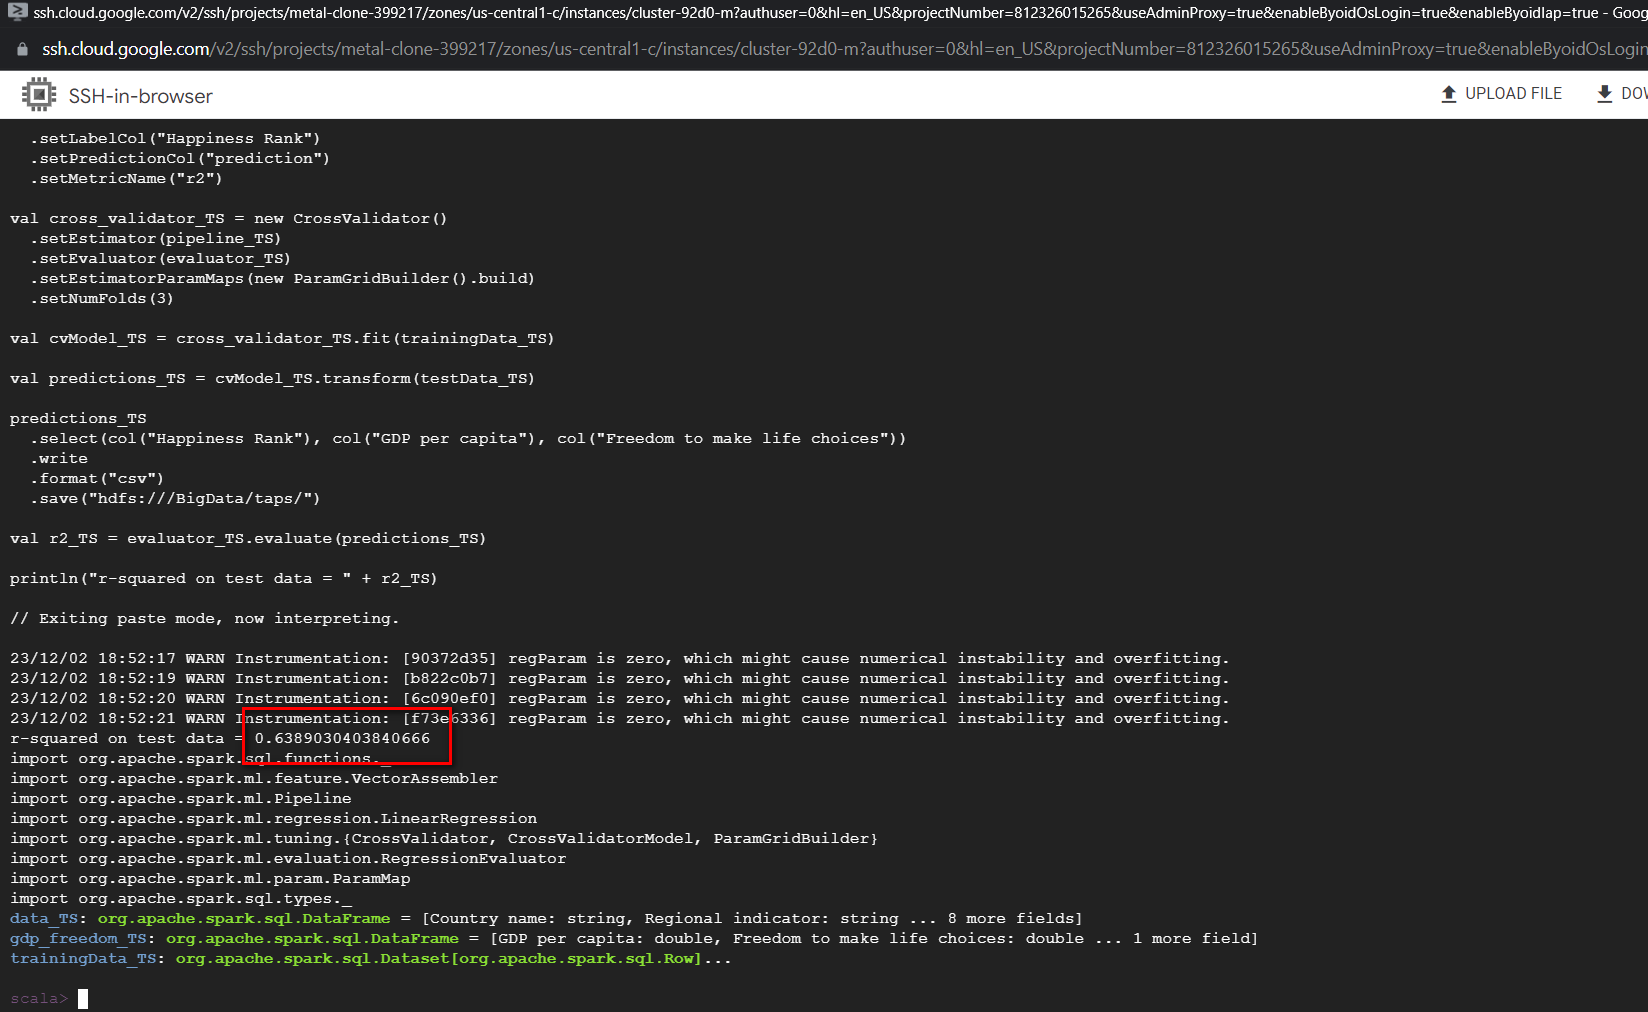 ssh.cloud.google.com/v2/ssh/projects/metal-clone-399217/zones/us-central1-c/instances/cluster-92d0-m?authuser=0&hl=en_US&projectNumber=812326015265&useAdminProxy=true&enableByoidOsLogin=true&enableByoidIap=true - Goog
ssh.cloud.google.com/v2/ssh/projects/metal-clone-399217/zones/us-central1-c/instances/cluster-92d0-m?authuser=0&hl=en_US&projectNumber=812326015265&useAdminProxy=true&enableByoidOsLogin
SSH-in-browser
UPLOAD FILE
DOW
.setLabelCol("Happiness Rank")
.setPredictionCol("prediction")
.setMetricName("r2")
val cross_validator_TS = new CrossValidator()
.setEstimator(pipeline_TS)
.setEvaluator(evaluator_TS)
.setEstimatorParamMaps(new ParamGridBuilder().build)
.setNumFolds(3)
val cvModel_TS = cross_validator_TS.fit(trainingData_TS)
val predictions_TS = cvModel_TS.transform(testData_TS)
predictions_TS
.select(col("Happiness Rank"), col("GDP per capita"), col("Freedom to make life choices"))
.write
.format("csv")
.save("hdfs:///BigData/taps/")
val r2_TS = evaluator_TS.evaluate(predictions_TS)
println("r-squared on test data = " + r2_TS)
// Exiting paste mode, now interpreting.
23/12/02 18:52:17 WARN Instrumentation: [90372d35] regParam is zero, which might cause numerical instability and overfitting.
23/12/02 18:52:19 WARN Instrumentation: [b822c0b7] regParam is zero, which might cause numerical instability and overfitting.
23/12/02 18:52:20 WARN Instrumentation: [6c090ef0] regParam is zero, which might cause numerical instability and overfitting.
23/12/02 18:52:21 WARN Instrumentation: [f73e6336] regParam is zero, which might cause numerical instability and overfitting.
r-squared on test data = 0.6389030403840666
import org.apache.spark.sql.functions._
import org.apache.spark.ml.feature.VectorAssembler
import org.apache.spark.ml.Pipeline
import org.apache.spark.ml.regression.LinearRegression
import org.apache.spark.ml.tuning.{CrossValidator, CrossValidatorModel, ParamGridBuilder}
import org.apache.spark.ml.evaluation.RegressionEvaluator
import org.apache.spark.ml.param.ParamMap
import org.apache.spark.sql.types._
data_TS: org.apache.spark.sql.DataFrame = [Country name: string, Regional indicator: string ... 8 more fields]
gdp_freedom_TS: org.apache.spark.sql.DataFrame = [GDP per capita: double, Freedom to make life choices: double ... 1 more field]
trainingData_TS: org.apache.spark.sql.Dataset[org.apache.spark.sql.Row]...
scala>